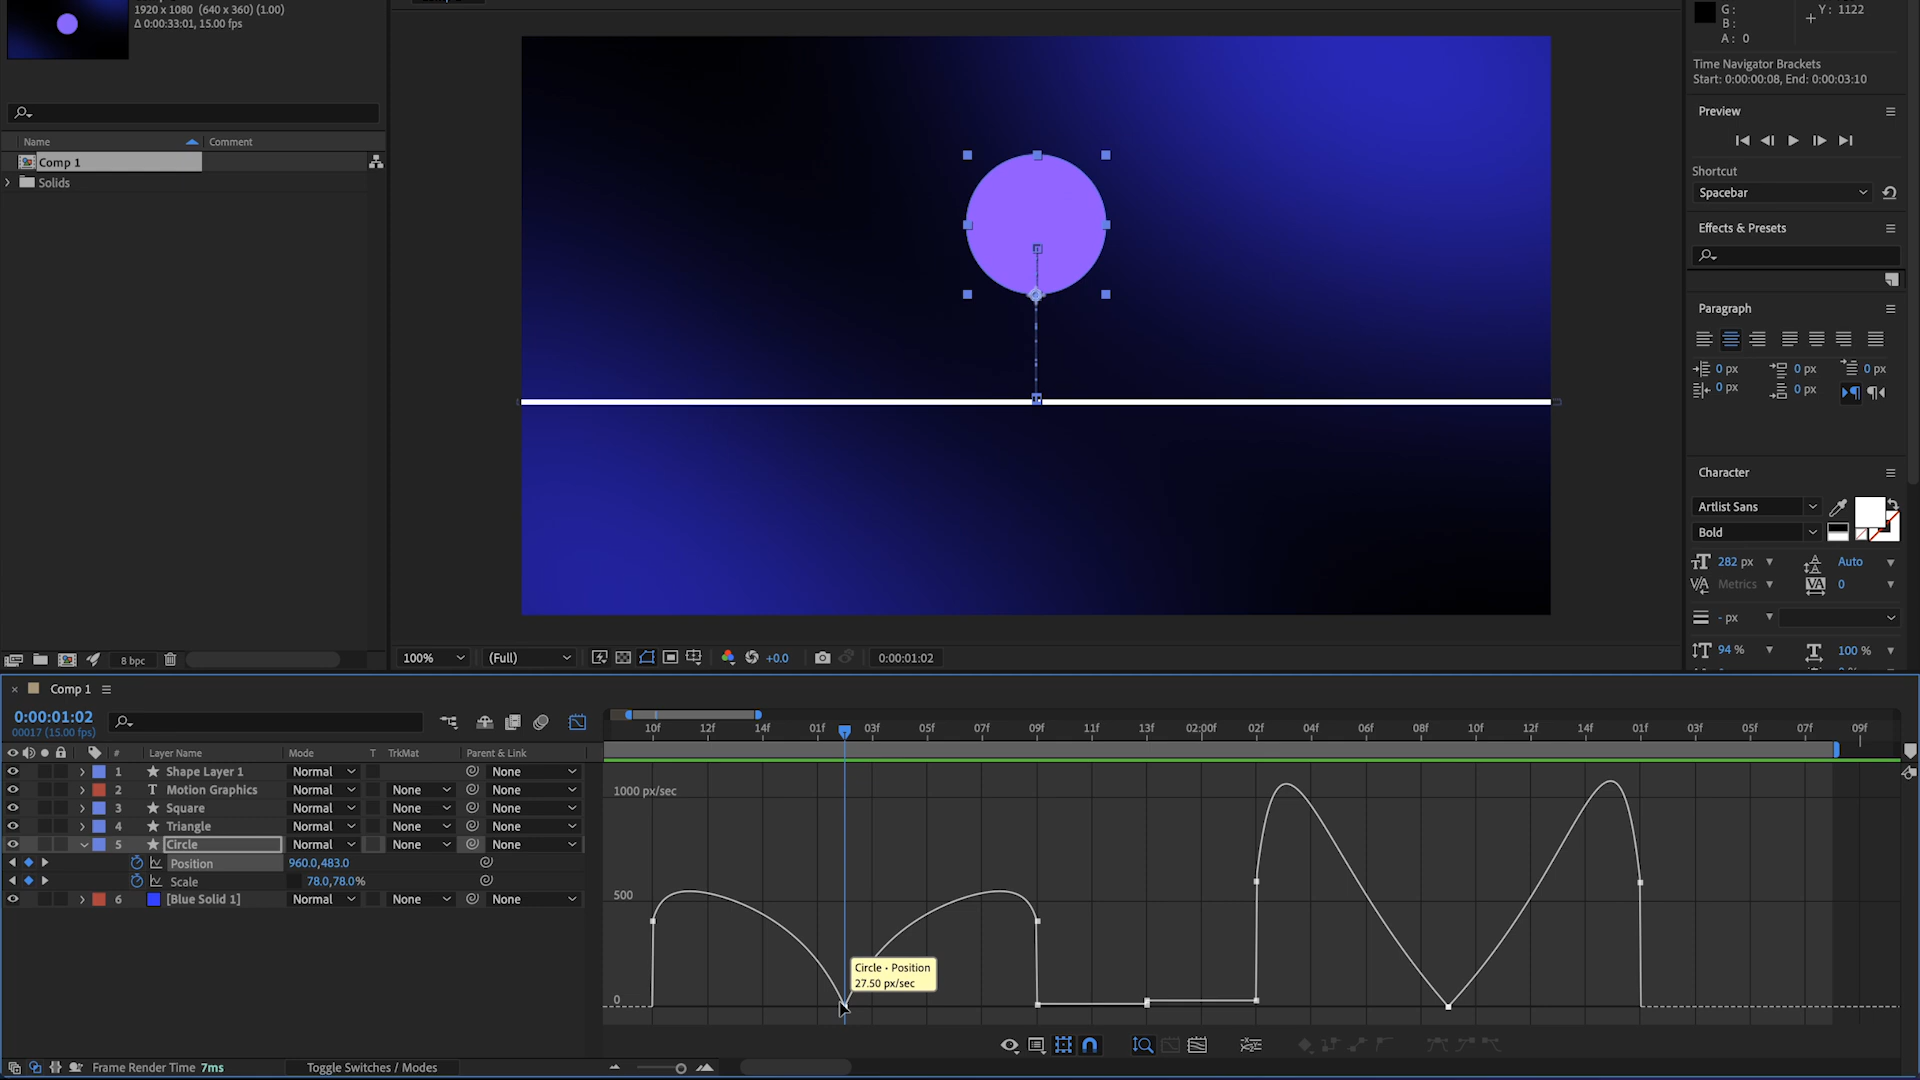 1920 x 1080 (640 x 360) (1.00)
Δ 0:00:33:01, 15.00 fps
Name
Comment
Comp 1
Solids
8 bpc
100%
(Full)
+0.0
0:00:01:02
G :
B :
A : 0
Y : 1122
Time Navigator Brackets
Start: 0:00:00:08, End: 0:00:03:10
Preview
Shortcut
Spacebar
Effects & Presets
Paragraph
0 px
0 px
0 px
0 px
0 px
Character
Artlist Sans
Bold
282 px
Auto
Metrics
0
- px
94 %
100 %
Comp 1
0:00:01:02
00017 (15.00 fps)
# Layer Name Mode T TrkMat Parent & Link
1 Shape Layer 1 Normal None
2 T Motion Graphics Normal None None
3 Square Normal None None
4 Triangle Normal None None
5 Circle Normal None None
Position 960.0,483.0
Scale 78.0,78.0%
6 [Blue Solid 1] Normal None None
10f 12f 14f 01f 03f 05f 07f 09f 11f 13f 02:00f 02f 04f 06f 08f 10f 12f 14f 01f 03f 05f 07f 09f
1000 px/sec
500
0
Circle • Position
27.50 px/sec
Frame Render Time 7ms
Toggle Switches / Modes